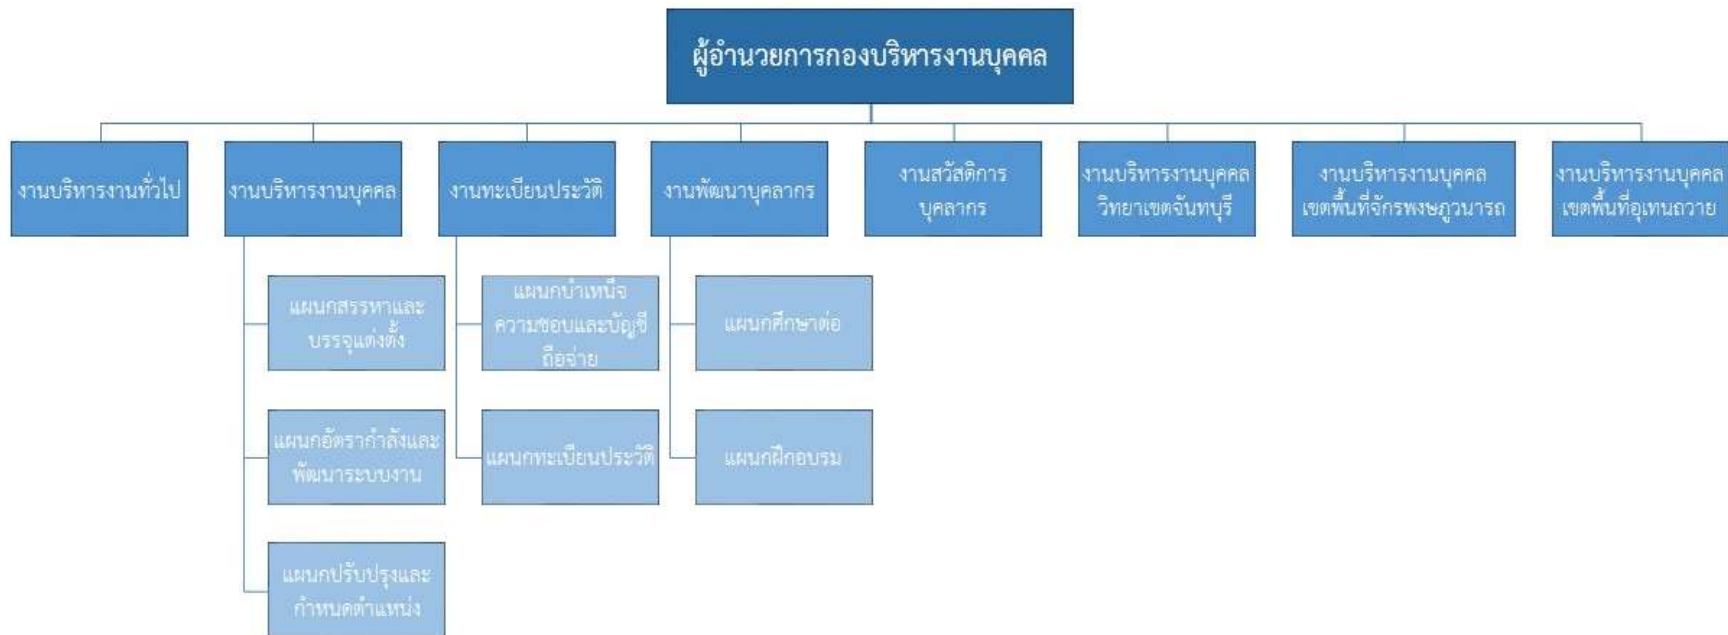 ผู้อำนวยการกองบริหารงานบุคคล
งานบริหารงานทั่วไป
งานบริหารงานบุคคล
งานทะเบียนประวัติ
งานพัฒนาบุคลากร
งานสวัสดิการ
บุคลากร
งานบริหารงานบุคคล
วิทยาเขตจันทบุรี
งานบริหารงานบุคคล
เขตพื้นที่จักรพงษภูวนารถ
งานบริหารงานบุคคล
เขตพื้นที่อุเทนถวาย
แผนกสรรหาและ
บรรจุแต่งตั้ง
แผนกบำเหน็จ
ความชอบและบัญชี
ถือจ่าย
แผนกศึกษาต่อ
แผนกอัตรากำลังและ
พัฒนาระบบงาน
แผนกทะเบียนประวัติ
แผนกฝึกอบรม
แผนกปรับปรุงและ
กำหนดตำแหน่ง